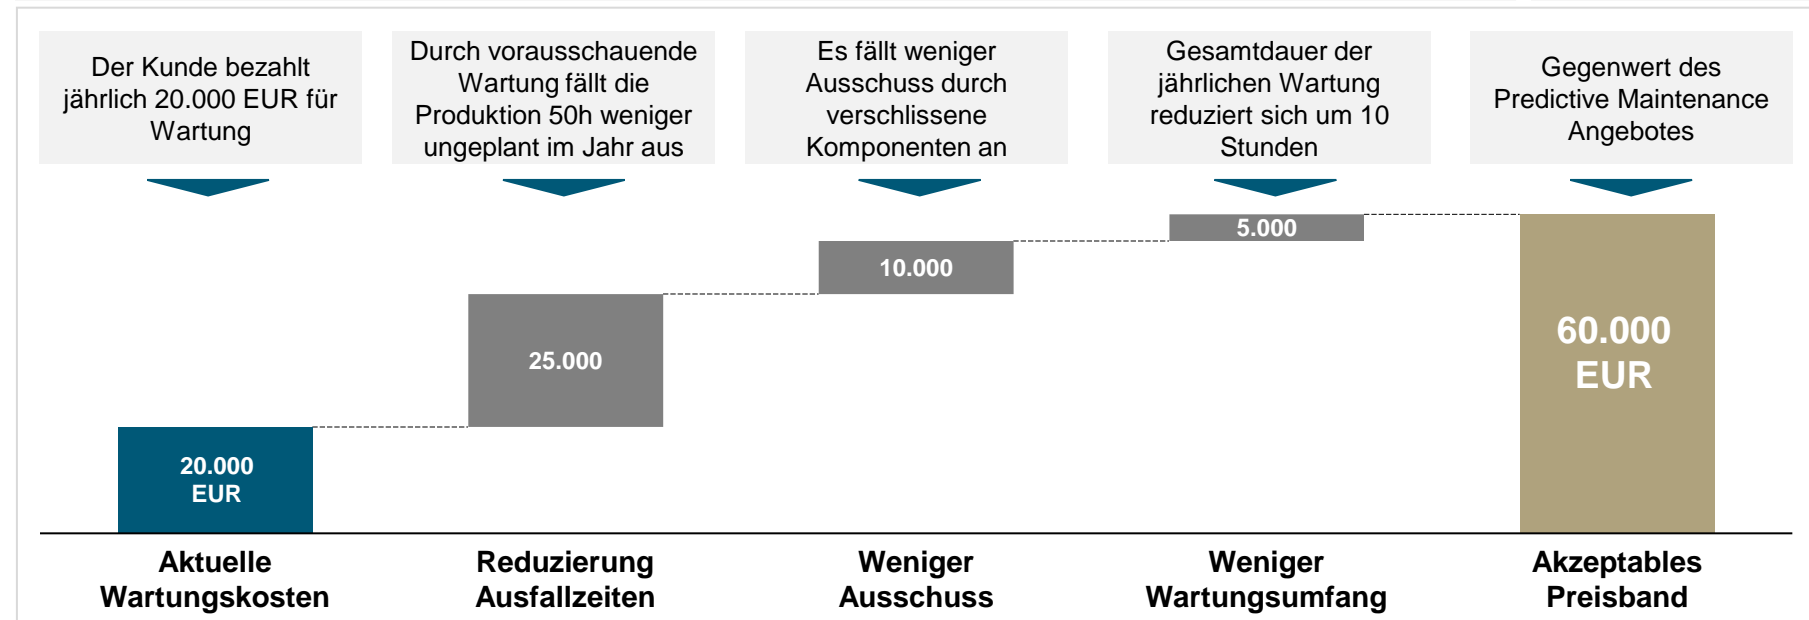 Der Kunde bezahlt
jährlich 20.000 EUR für
Wartung
Durch vorausschauende
Wartung fällt die
Produktion 50h weniger
ungeplant im Jahr aus
Es fällt weniger
Ausschuss durch
verschlissene
Komponenten an
Gesamtdauer der
jährlichen Wartung
reduziert sich um 10
Stunden
Gegenwert des
Predictive Maintenance
Angebotes
20.000
EUR
25.000
10.000
5.000
60.000
EUR
Aktuelle
Wartungskosten
Reduzierung
Ausfallzeiten
Weniger
Ausschuss
Weniger
Wartungsumfang
Akzeptables
Preisband